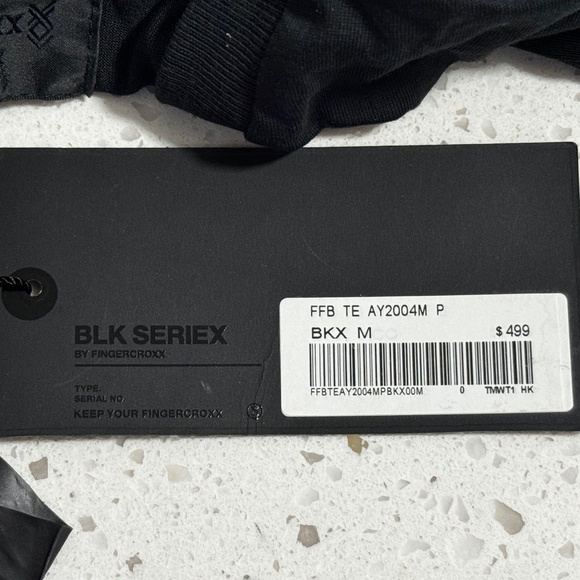 BLK SERIEX
BY FINGERCROXX
TYPE.
SERIAL NO.
KEEP YOUR FINGERCROXX
FFB TE AY2004M P
BKX M
$499
FFBTEAY2004MPBKX00M 0 TMWT1 HK